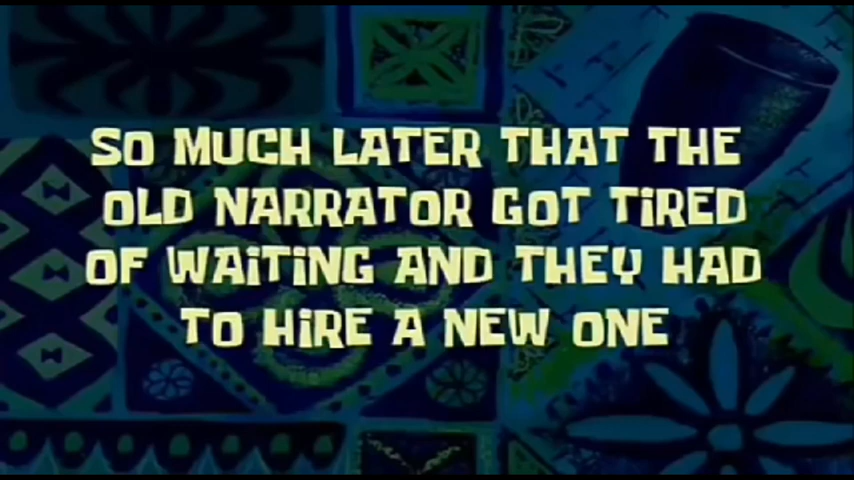 SO MUCH LATER THAT THE
OLD NARRATOR GOT TiRED
OF WAiTiNG AND THEY HAD
TO HiRE A NEW ONE